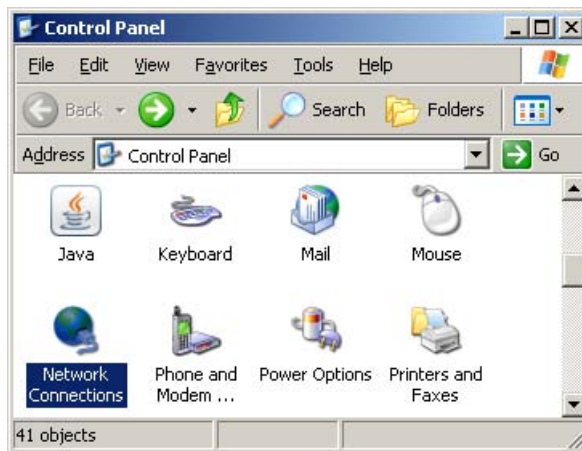 Control Panel
File Edit View Favorites Tools Help
Back Search Folders
Address Control Panel Go
Java Keyboard Mail Mouse
Network Connections Phone and Modem ... Power Options Printers and Faxes
41 objects